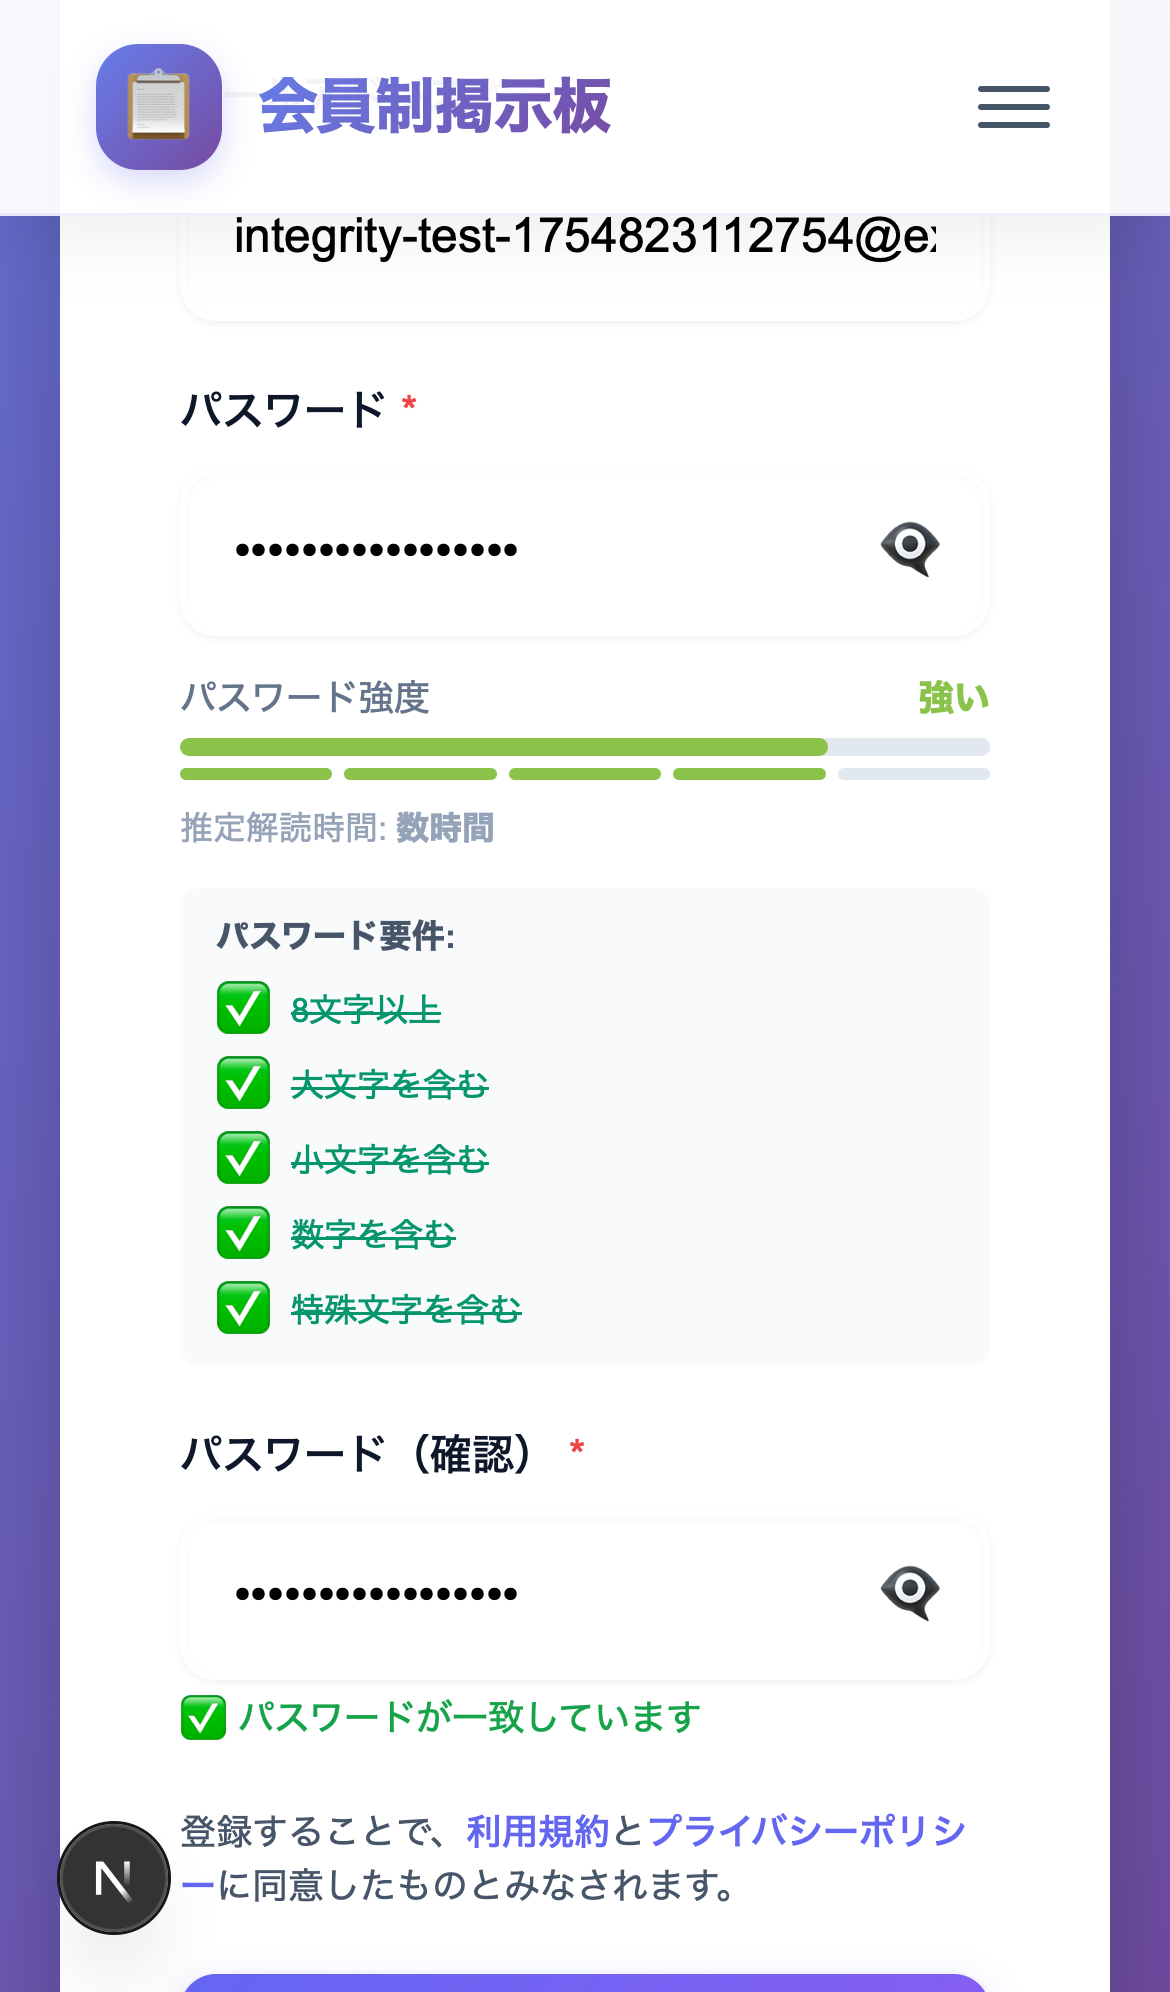 会員制掲示板
integrity-test-1754823112754@ex
パスワード *
•••••••••••••••••
パスワード強度 強い
推定解読時間: 数時間
パスワード要件:
8文字以上
大文字を含む
小文字を含む
数字を含む
特殊文字を含む
パスワード（確認） *
•••••••••••••••••
パスワードが一致しています
登録することで、利用規約とプライバシーポリシ
ーに同意したものとみなされます。
N